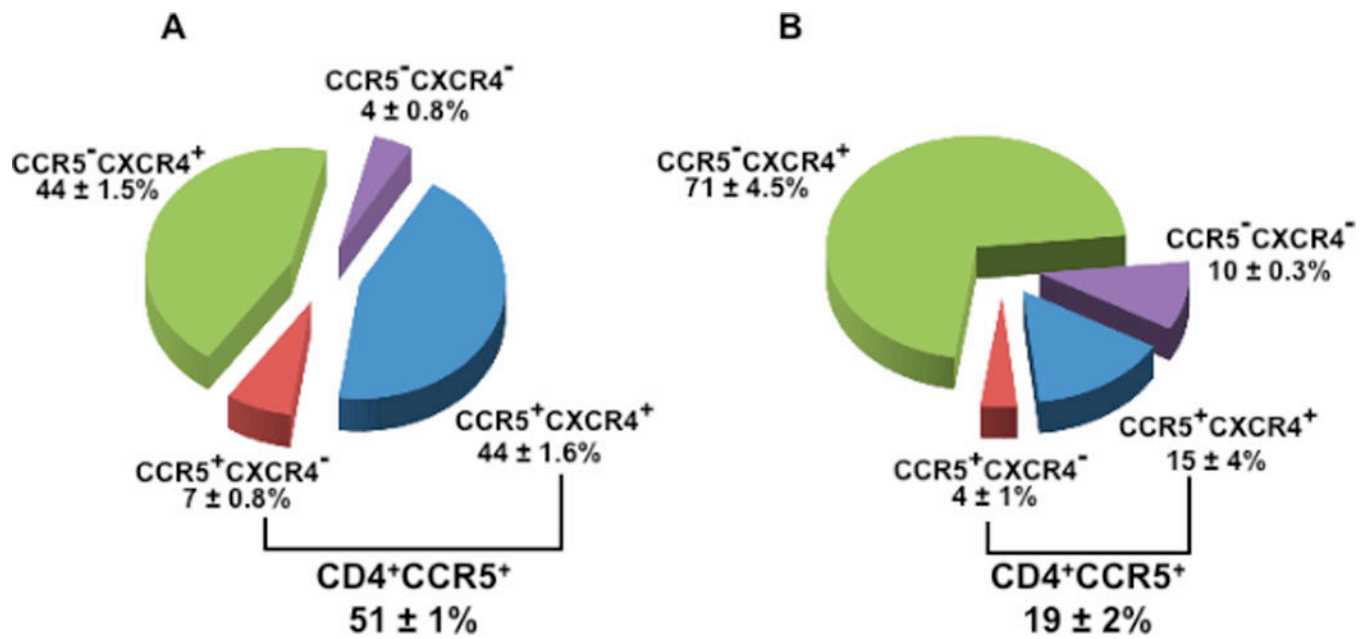 A
CCR5⁻CXCR4⁻
4 ± 0.8%
CCR5⁻CXCR4⁺
44 ± 1.5%
CCR5⁺CXCR4⁺
44 ± 1.6%
CCR5⁺CXCR4⁻
7 ± 0.8%
CD4⁺CCR5⁺
51 ± 1%
B
CCR5⁻CXCR4⁺
71 ± 4.5%
CCR5⁻CXCR4⁻
10 ± 0.3%
CCR5⁺CXCR4⁺
15 ± 4%
CCR5⁺CXCR4⁻
4 ± 1%
CD4⁺CCR5⁺
19 ± 2%